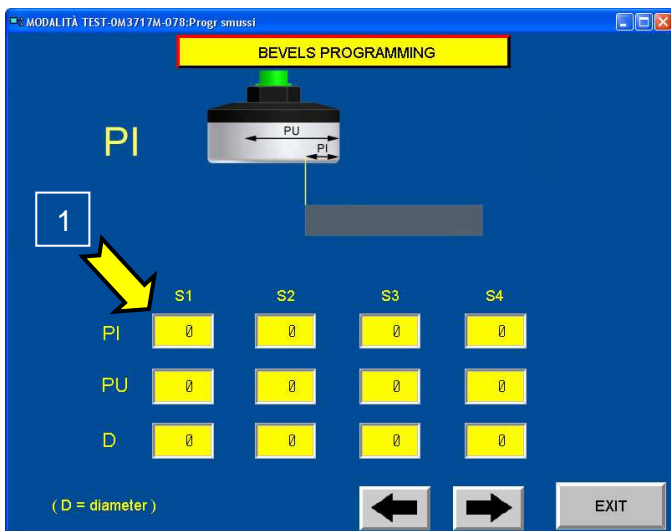 MODALITÀ TEST-0M3717M-078:Progr smussi
BEVELS PROGRAMMING
PI
PU
PI
1
S1 S2 S3 S4
PI 0 0 0 0
PU 0 0 0 0
D 0 0 0 0
( D = diameter )
EXIT